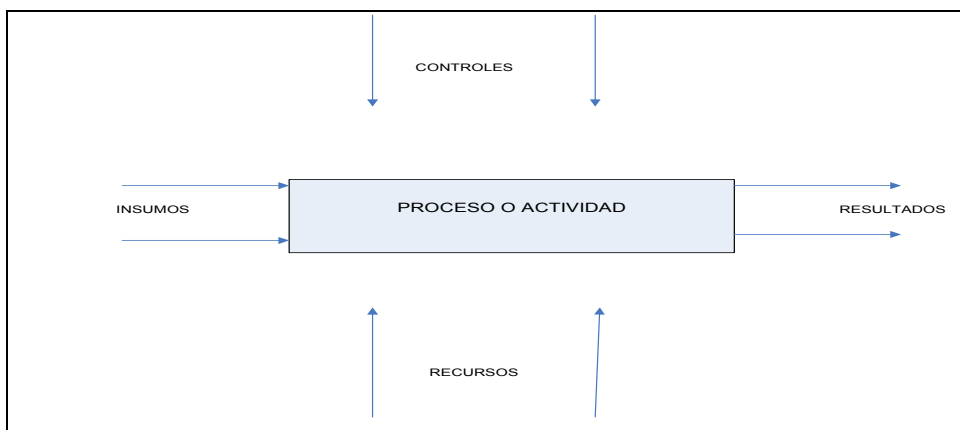 CONTROLES
PROCESO O ACTIVIDAD
INSUMOS
RESULTADOS
RECURSOS